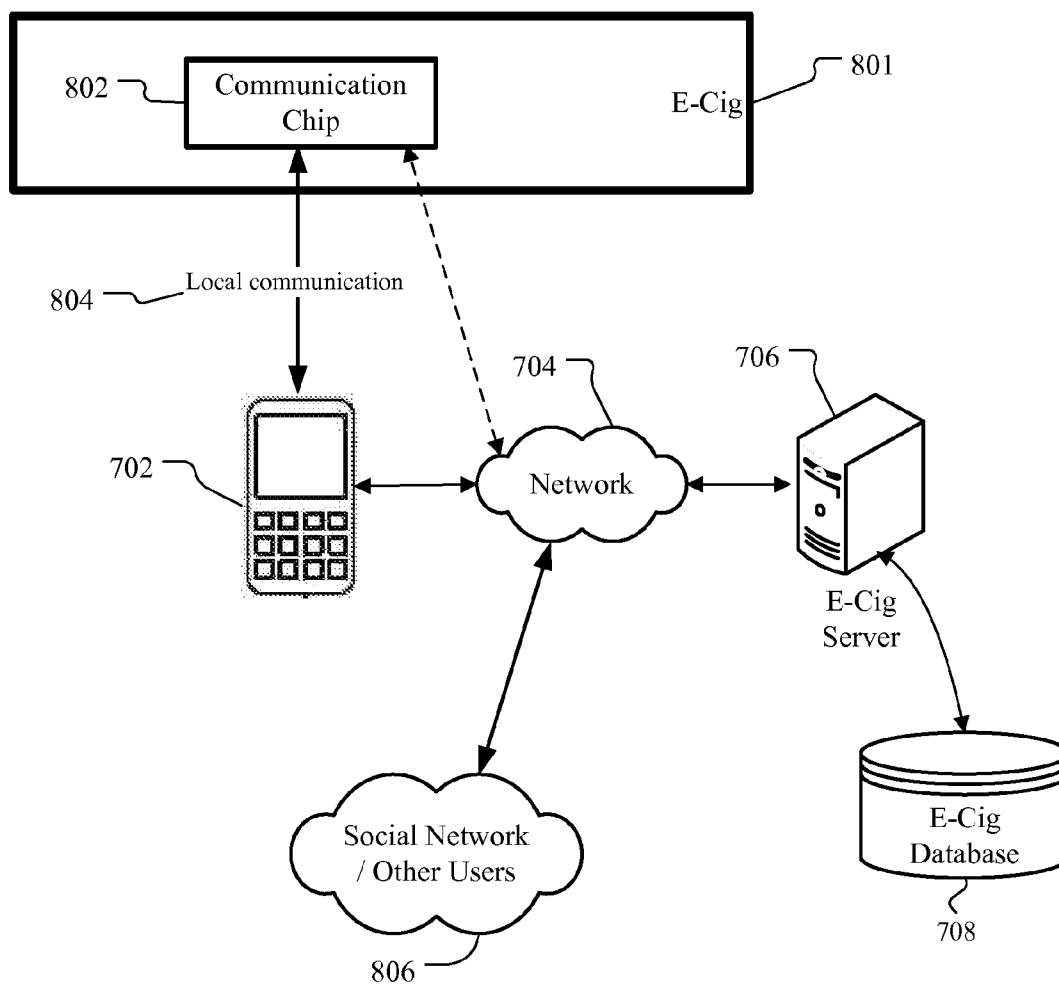 801
802
Communication
Chip
E-Cig
804
Local communication
704
706
702
Network
E-Cig
Server
Social Network
/ Other Users
E-Cig
Database
708
806